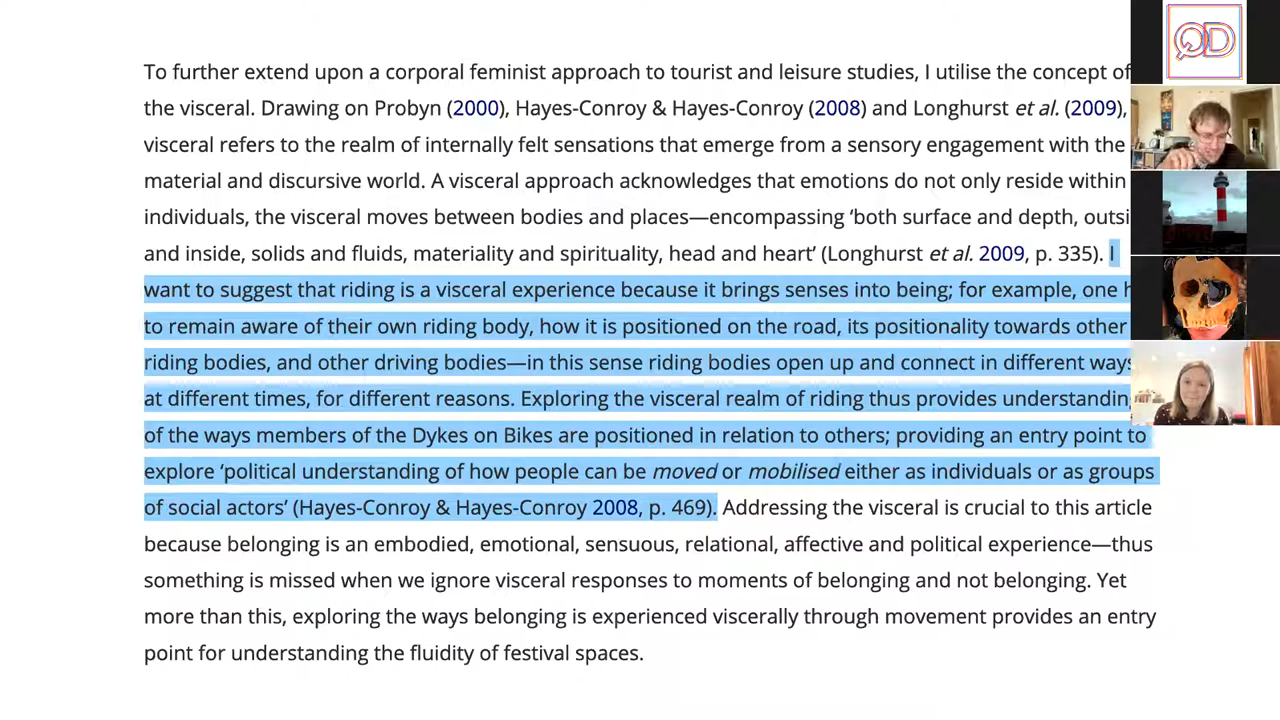 To further extend upon a corporal feminist approach to tourist and leisure studies, I utilise the concept of
the visceral. Drawing on Probyn (2000), Hayes-Conroy & Hayes-Conroy (2008) and Longhurst et al. (2009),
visceral refers to the realm of internally felt sensations that emerge from a sensory engagement with the
material and discursive world. A visceral approach acknowledges that emotions do not only reside within
individuals, the visceral moves between bodies and places—encompassing ‘both surface and depth,
and inside, solids and fluids, materiality and spirituality, head and heart’ (Longhurst et al. 2009, p. 335). I
want to suggest that riding is a visceral experience because it brings senses into being; for example, one
to remain aware of their own riding body, how it is positioned on the road, its positionality towards other
riding bodies, and other driving bodies—in this sense riding bodies open up and connect in different ways
at different times, for different reasons. Exploring the visceral realm of riding thus provides understanding
of the ways members of the Dykes on Bikes are positioned in relation to others; providing an entry point to
explore ‘political understanding of how people can be moved or mobilised either as individuals or as groups
of social actors’ (Hayes-Conroy & Hayes-Conroy 2008, p. 469). Addressing the visceral is crucial to this article
because belonging is an embodied, emotional, sensuous, relational, affective and political experience—thus
something is missed when we ignore visceral responses to moments of belonging and not belonging. Yet
more than this, exploring the ways belonging is experienced viscerally through movement provides an entry
point for understanding the fluidity of festival spaces.
QD